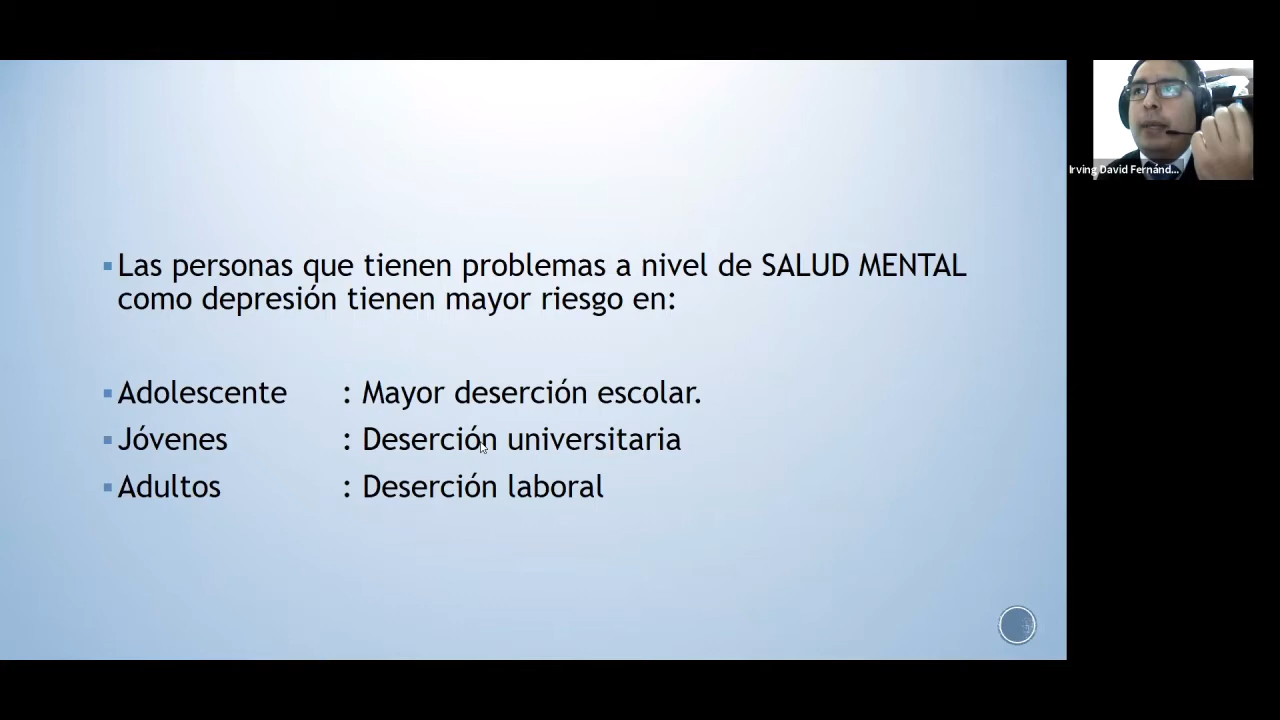 Las personas que tienen problemas a nivel de SALUD MENTAL
como depresión tienen mayor riesgo en:
Adolescente : Mayor deserción escolar.
Jóvenes : Deserción universitaria
Adultos : Deserción laboral
Irving David Fernánd...